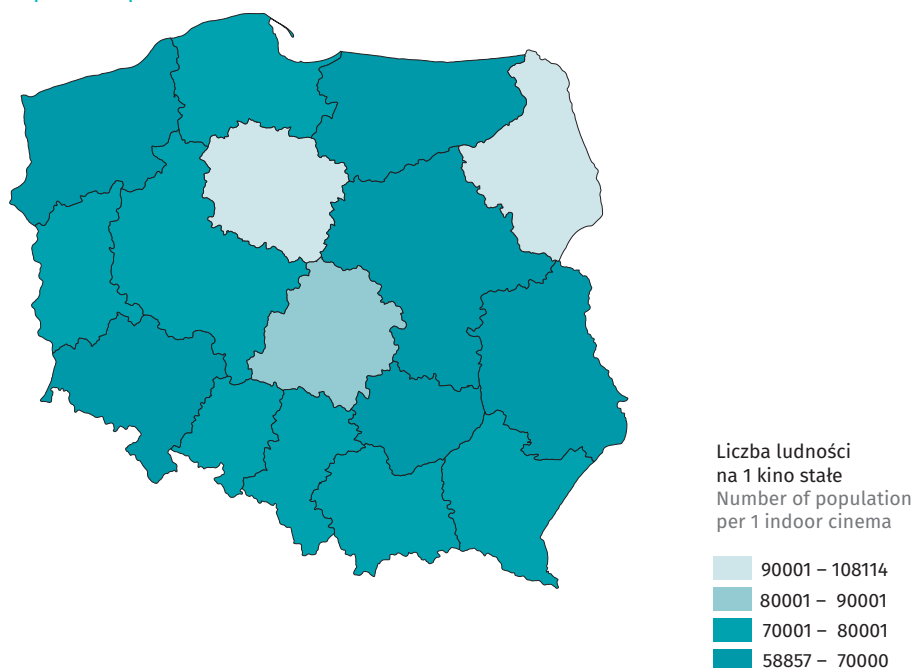 Liczba ludności
na 1 kino stałe
Number of population
per 1 indoor cinema
90001 – 108114
80001 – 90001
70001 – 80001
58857 – 70000